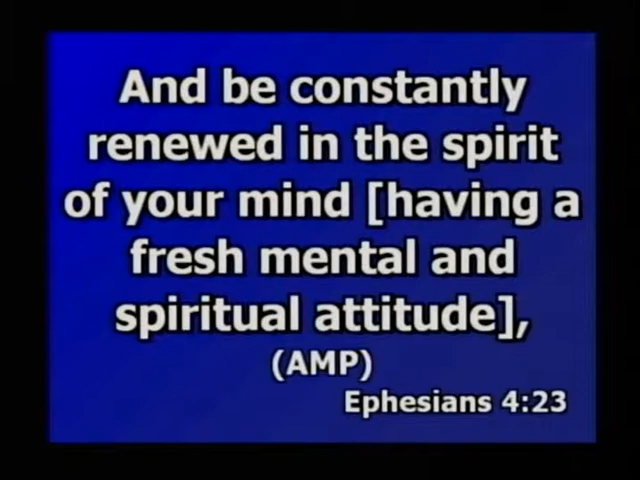 And be constantly
renewed in the spirit
of your mind [having a
fresh mental and
spiritual attitude],
(AMP)
Ephesians 4:23